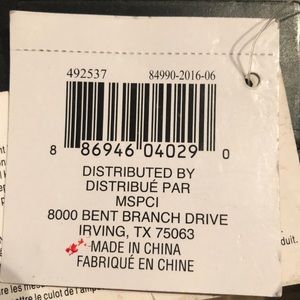 492537 84990-2016-06
8 86946 04029 0
DISTRIBUTED BY
DISTRIBUÉ PAR
MSPCI
8000 BENT BRANCH DRIVE
IRVING, TX 75063
MADE IN CHINA
FABRIQUÉ EN CHINE